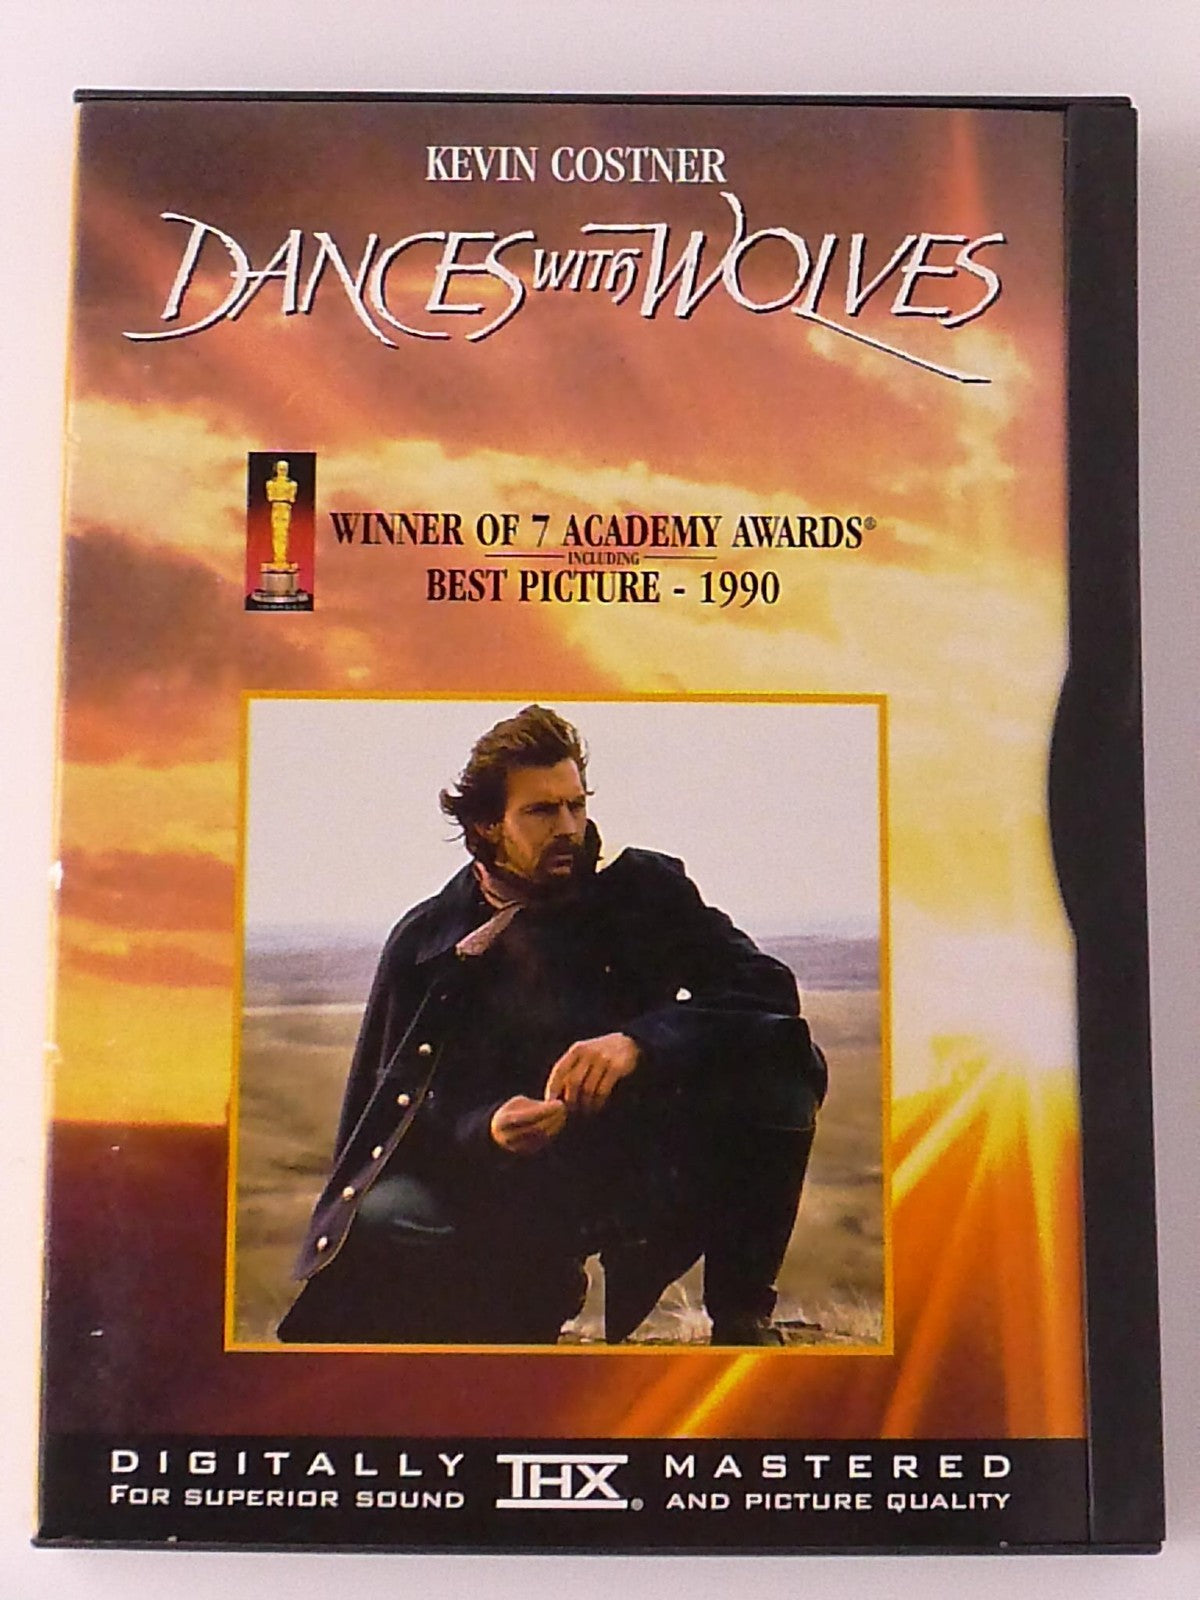 KEVIN COSTNER
DANCES WITH WOLVES
WINNER OF 7 ACADEMY AWARDS®
INCLUDING
BEST PICTURE - 1990
DIGITALLY THX® MASTERED
FOR SUPERIOR SOUND AND PICTURE QUALITY